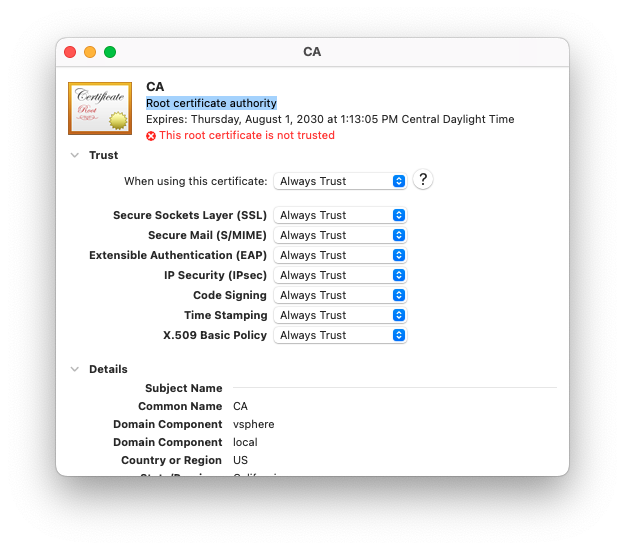 CA
Certificate
Root
CA
Root certificate authority
Expires: Thursday, August 1, 2030 at 1:13:05 PM Central Daylight Time
This root certificate is not trusted
Trust
When using this certificate: Always Trust ?
Secure Sockets Layer (SSL) Always Trust
Secure Mail (S/MIME) Always Trust
Extensible Authentication (EAP) Always Trust
IP Security (IPsec) Always Trust
Code Signing Always Trust
Time Stamping Always Trust
X.509 Basic Policy Always Trust
Details
Subject Name
Common Name CA
Domain Component vsphere
Domain Component local
Country or Region US